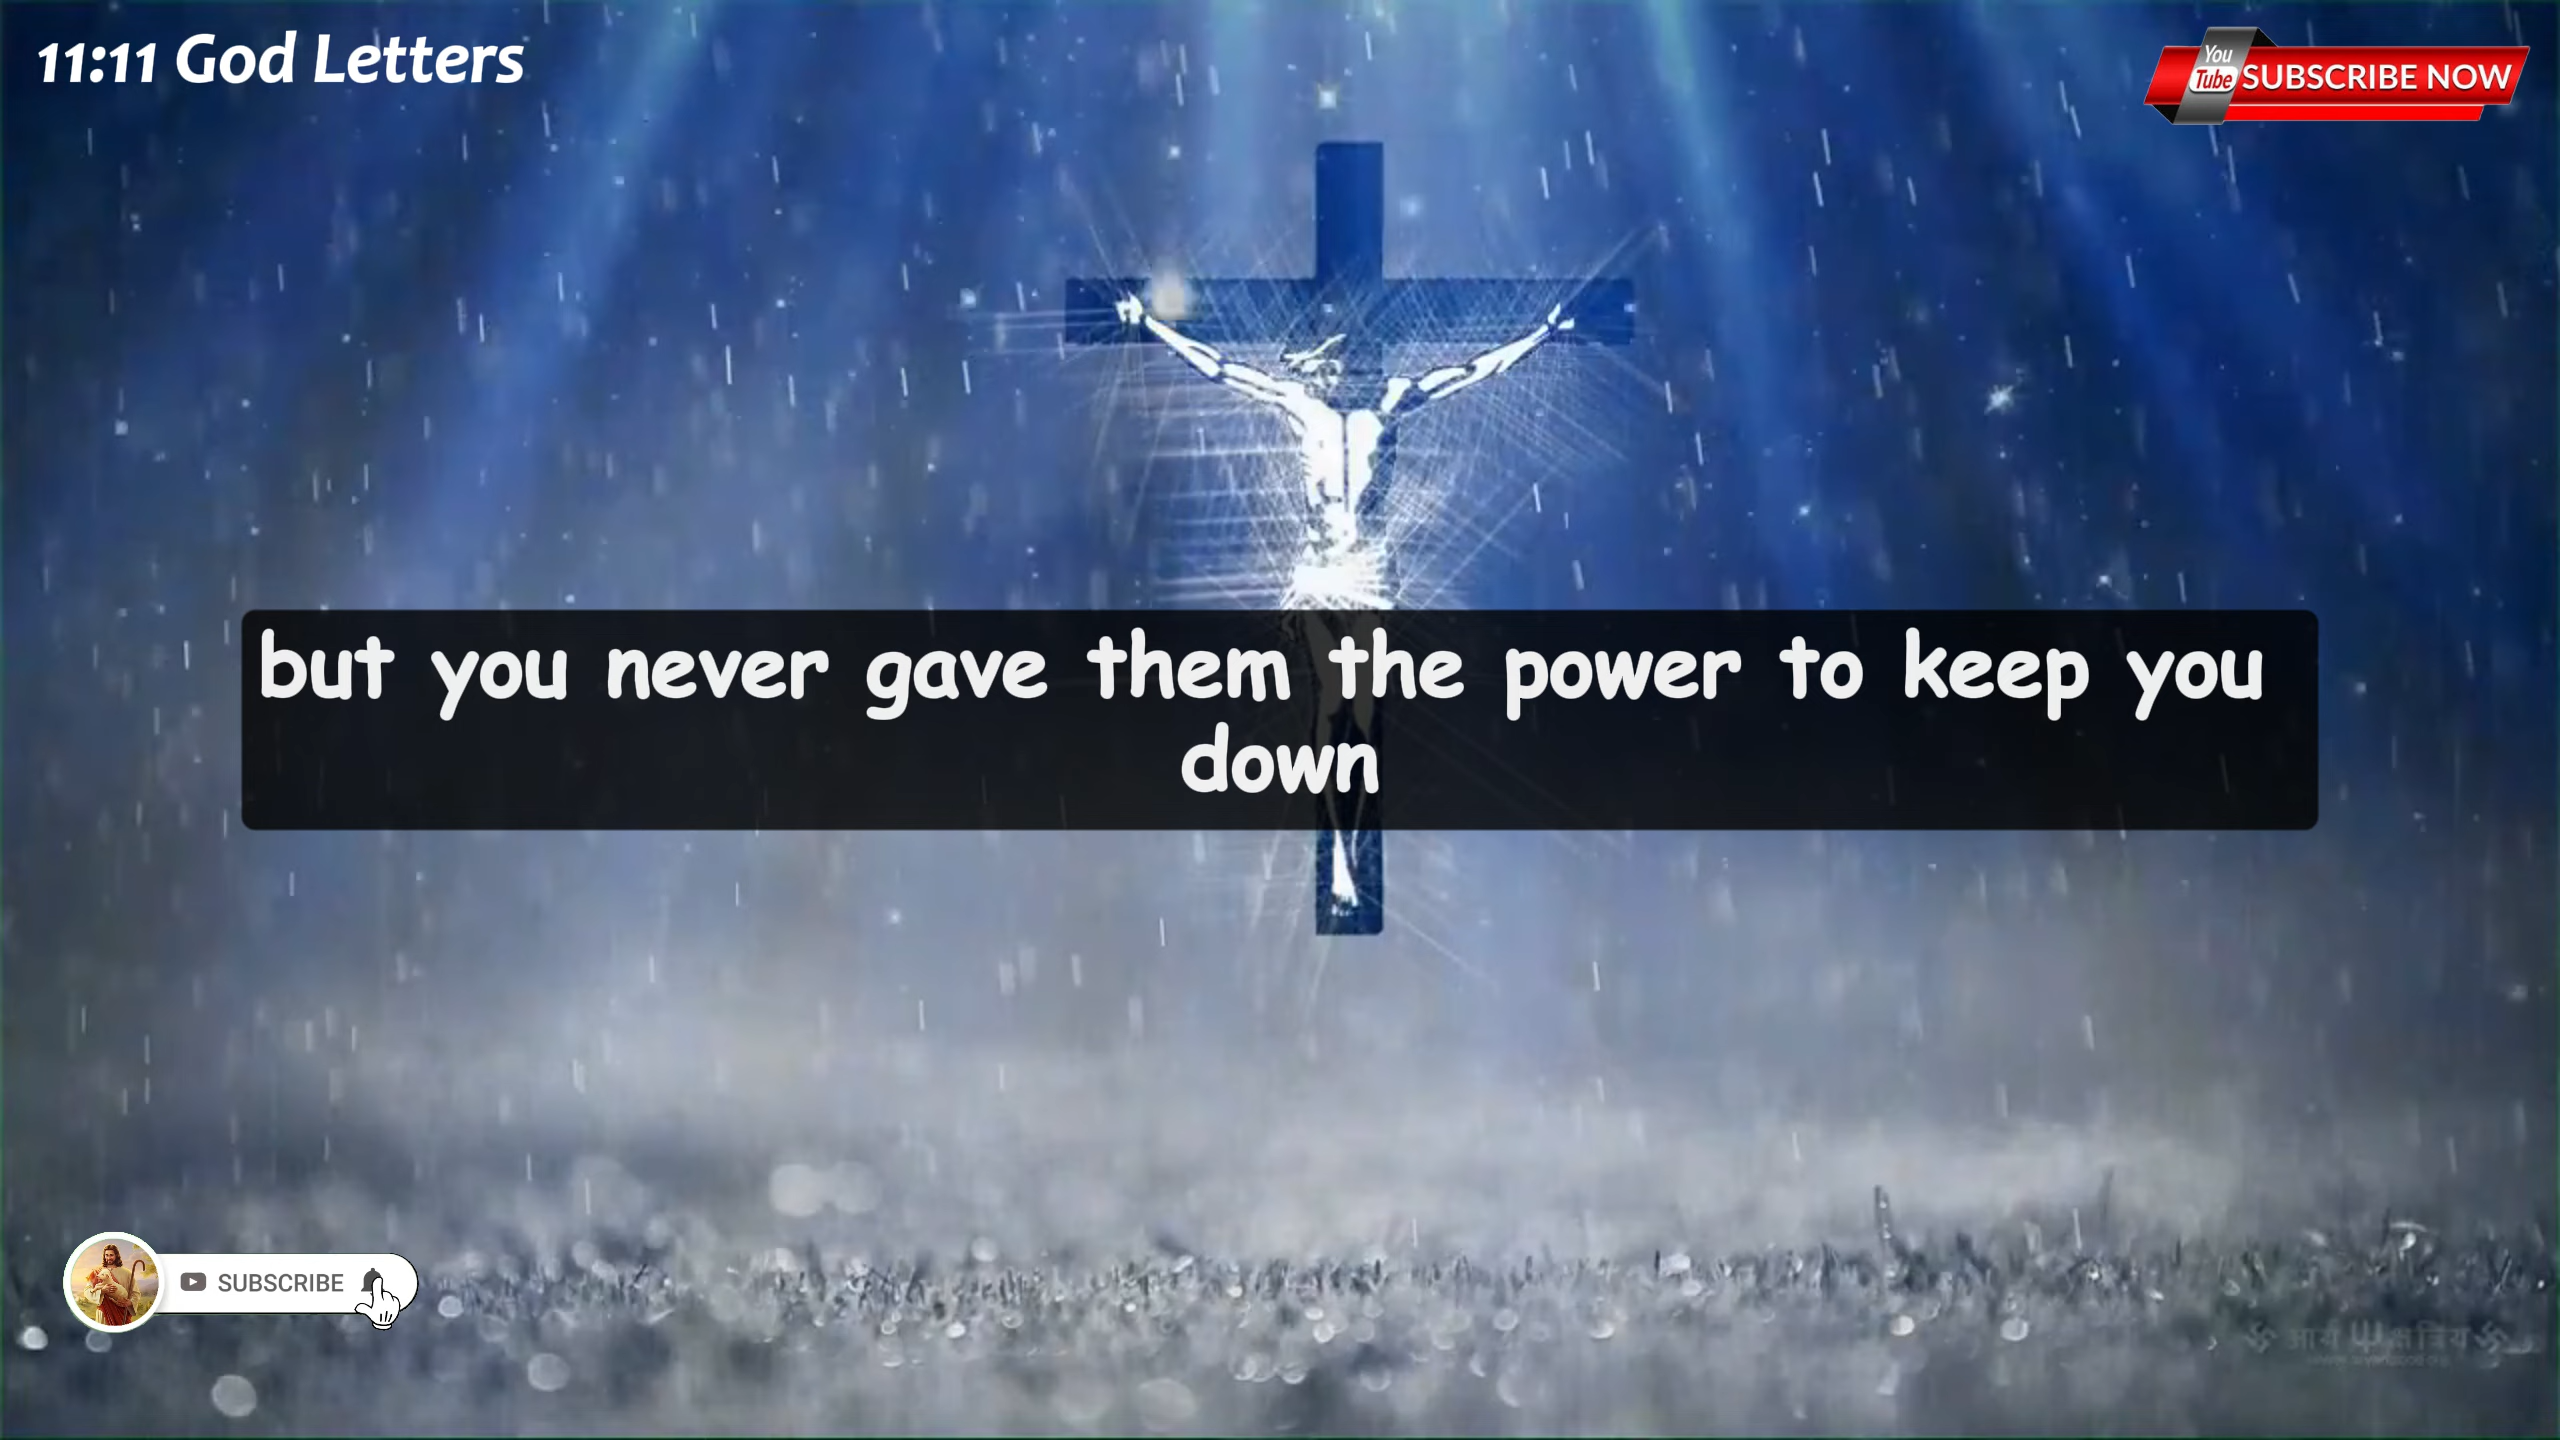 11:11 God Letters
You
Tube
SUBSCRIBE NOW
but you never gave them the power to keep you
down
SUBSCRIBE